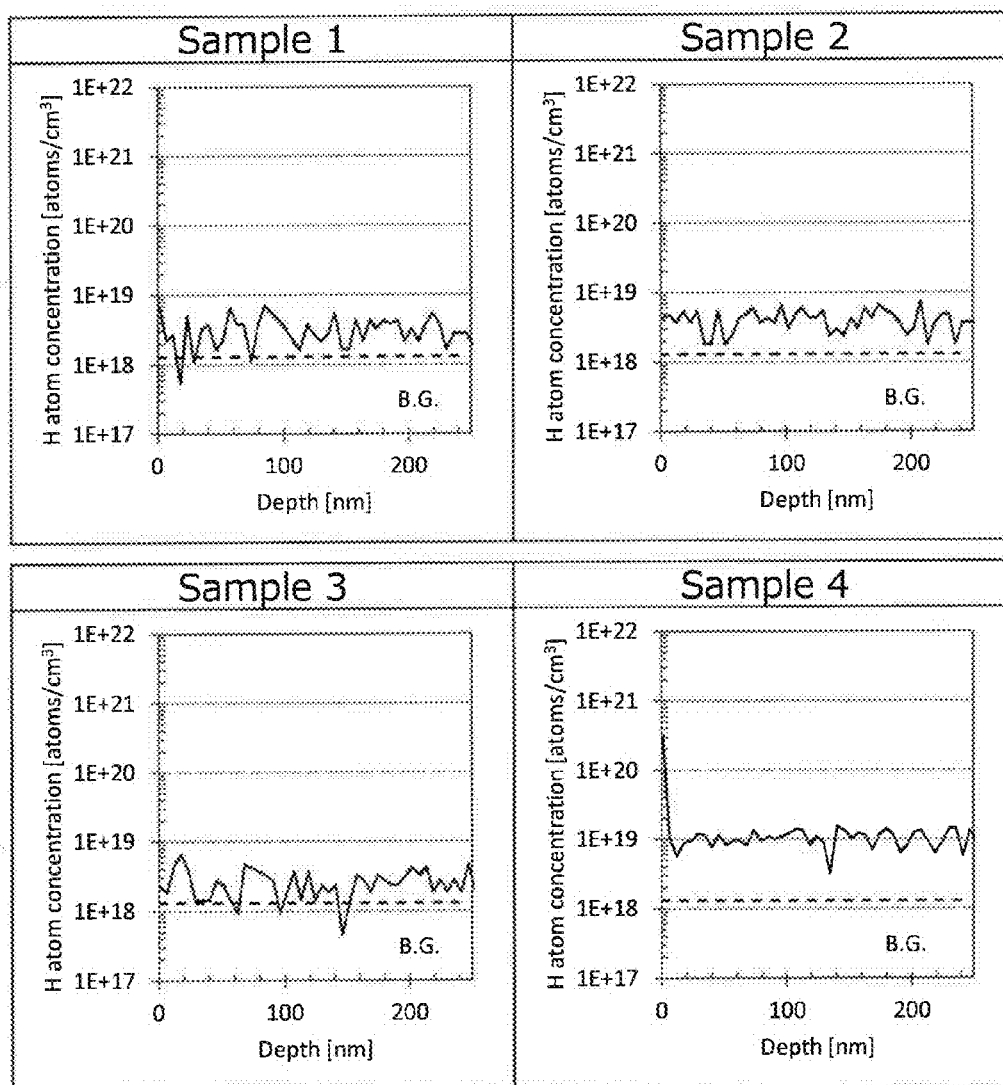 Sample 1
H atom concentration [atoms/cm³]
1E+22
1E+21
1E+20
1E+19
1E+18
1E+17
B.G.
0 100 200
Depth [nm]
Sample 2
H atom concentration [atoms/cm³]
1E+22
1E+21
1E+20
1E+19
1E+18
1E+17
B.G.
0 100 200
Depth [nm]
Sample 3
H atom concentration [atoms/cm³]
1E+22
1E+21
1E+20
1E+19
1E+18
1E+17
B.G.
0 100 200
Depth [nm]
Sample 4
H atom concentration [atoms/cm³]
1E+22
1E+21
1E+20
1E+19
1E+18
1E+17
B.G.
0 100 200
Depth [nm]